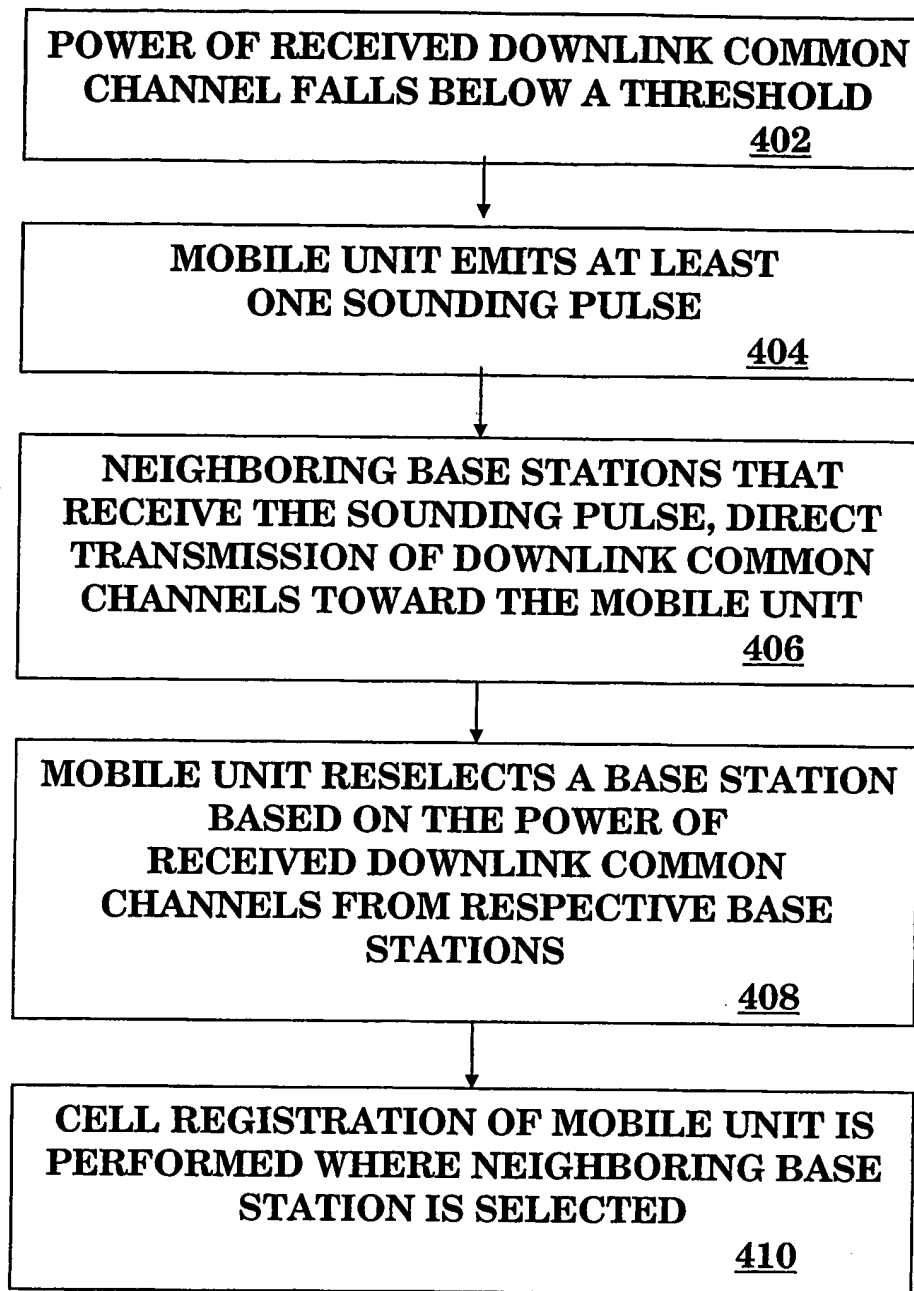 POWER OF RECEIVED DOWNLINK COMMON
CHANNEL FALLS BELOW A THRESHOLD
402
MOBILE UNIT EMITS AT LEAST
ONE SOUNDING PULSE
404
NEIGHBORING BASE STATIONS THAT
RECEIVE THE SOUNDING PULSE, DIRECT
TRANSMISSION OF DOWNLINK COMMON
CHANNELS TOWARD THE MOBILE UNIT
406
MOBILE UNIT RESELECTS A BASE STATION
BASED ON THE POWER OF
RECEIVED DOWNLINK COMMON
CHANNELS FROM RESPECTIVE BASE
STATIONS
408
CELL REGISTRATION OF MOBILE UNIT IS
PERFORMED WHERE NEIGHBORING BASE
STATION IS SELECTED
410